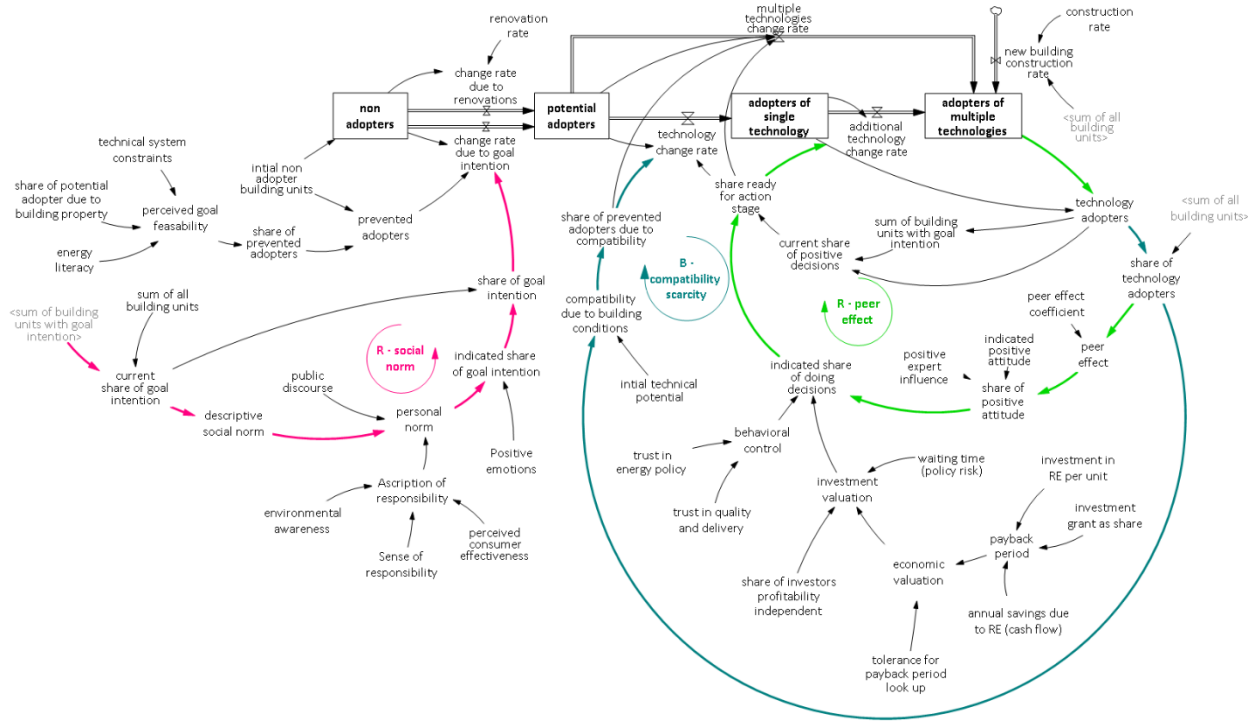 renovation
rate
multiple
technologies
change rate
construction
rate
new building
construction
rate
<sum of all
building
units>
change rate
due to
renovations
non
adopters
potential
adopters
adopters of
single
technology
adopters of
multiple
technologies
change rate
due to goal
intention
technology
change rate
additional
technology
change rate
technical system
constraints
share of potential
adopter due to
building property
energy
literacy
perceived goal
feasability
share of
prevented
adopters
intial non
adopter
building units
prevented
adopters
share ready
for action
stage
share of prevented
adopters due to
compatibility
sum of building
units with goal
intention
current share
of positive
decisions
technology
adopters
<sum of all
building units>
share of
technology
adopters
<sum of building
units with goal
intention>
sum of all
building units
share of goal
intention
compatibility
due to building
conditions
B -
compatibility
scarcity
R - peer
effect
peer effect
coefficient
peer
effect
indicated
positive
attitude
positive
expert
influence
share of
positive
attitude
current
share of goal
intention
R - social
norm
indicated share
of goal intention
intial technical
potential
indicated share
of doing
decisions
public
discourse
descriptive
social norm
personal
norm
Positive
emotions
behavioral
control
trust in
energy policy
trust in quality
and delivery
waiting time
(policy risk)
investment
valuation
investment in
RE per unit
investment
grant as share
payback
period
Ascription of
responsibility
environmental
awareness
Sense of
responsibility
perceived
consumer
effectiveness
share of investors
profitability
independent
economic
valuation
annual savings due
to RE (cash flow)
tolerance for
payback period
look up